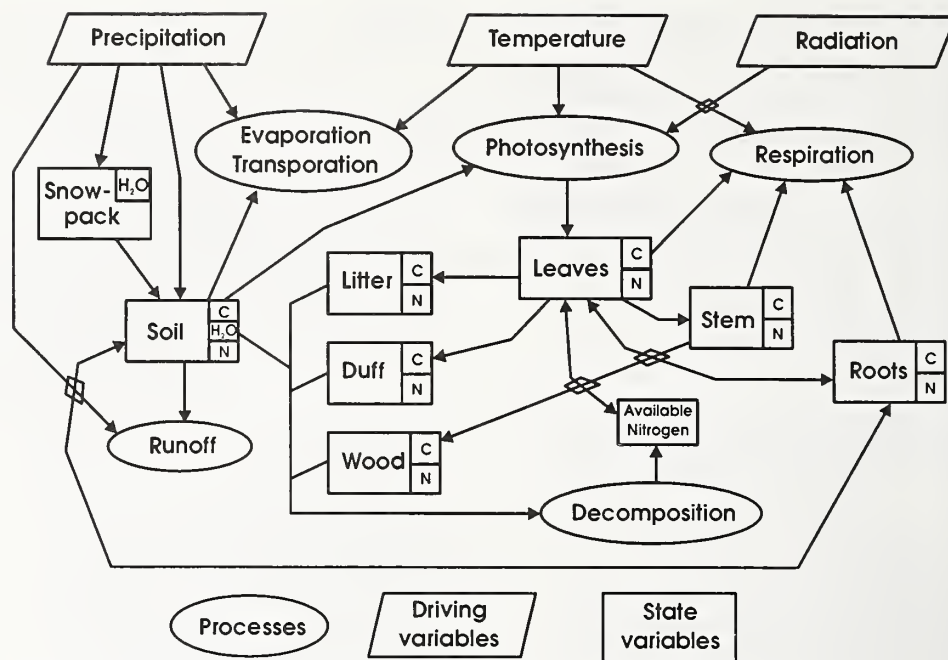 Precipitation
Temperature
Radiation
Evaporation
Transporation
Photosynthesis
Respiration
Snow-
pack
H₂O
Leaves
C
N
Litter
C
N
Soil
C
H₂O
N
Stem
C
N
Duff
C
N
Roots
C
N
Available
Nitrogen
Runoff
Wood
C
N
Decomposition
Processes
Driving
variables
State
variables